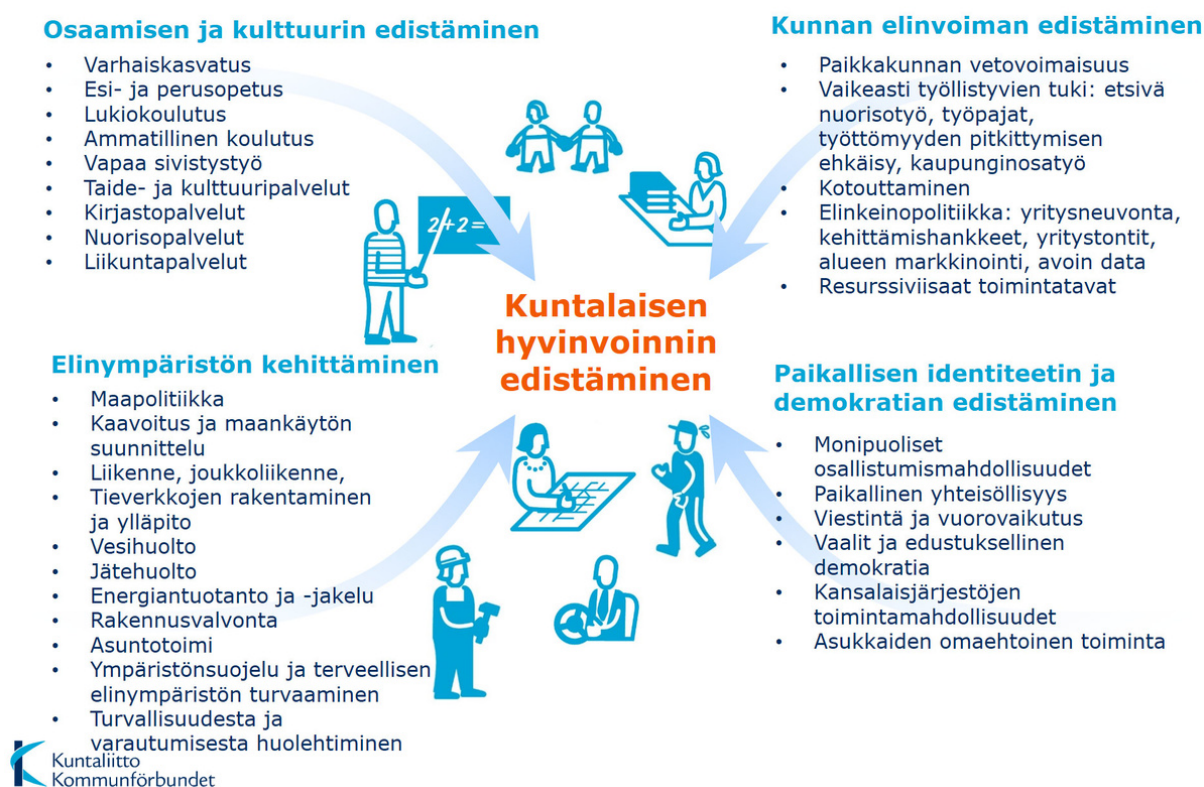 Osaamisen ja kulttuurin edistäminen
• Varhaiskasvatus
• Esi- ja perusopetus
• Lukiokoulutus
• Ammatillinen koulutus
• Vapaa sivistystyö
• Taide- ja kulttuuripalvelut
• Kirjastopalvelut
• Nuorisopalvelut
• Liikuntapalvelut
Kunnan elinvoiman edistäminen
• Paikkakunnan vetovoimaisuus
• Vaikeasti työllistyvien tuki: etsivä
nuorisotyö, työpajat,
työttömyyden pitkittymisen
ehkäisy, kaupunginosatyö
• Kotouttaminen
• Elinkeinopolitiikka: yritysneuvonta,
kehittämishankkeet, yritystontit,
alueen markkinointi, avoin data
• Resurssiviisaat toimintatavat
2+2=
Kuntalaisen
hyvinvoinnin
edistäminen
Elinympäristön kehittäminen
• Maapolitiikka
• Kaavoitus ja maankäytön
suunnittelu
• Liikenne, joukkoliikenne,
• Tieverkkojen rakentaminen
ja ylläpito
• Vesihuolto
• Jätehuolto
• Energiantuotanto ja -jakelu
• Rakennusvalvonta
• Asuntotoimi
• Ympäristönsuojelu ja terveellisen
elinympäristön turvaaminen
• Turvallisuudesta ja
varautumisesta huolehtiminen
Paikallisen identiteetin ja
demokratian edistäminen
• Monipuoliset
osallistumismahdollisuudet
• Paikallinen yhteisöllisyys
• Viestintä ja vuorovaikutus
• Vaalit ja edustuksellinen
demokratia
• Kansalaisjärjestöjen
toimintamahdollisuudet
• Asukkaiden omaehtoinen toiminta
Kuntaliitto
Kommunförbundet